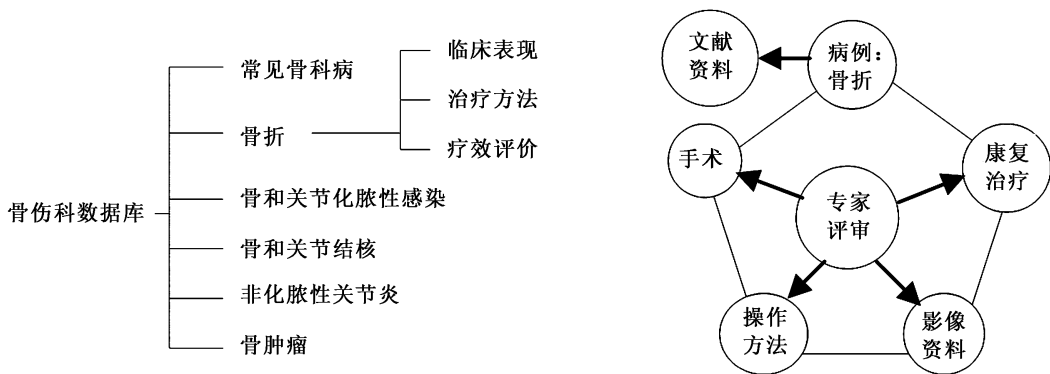 骨伤科数据库
常见骨科病
骨折
临床表现
治疗方法
疗效评价
骨和关节化脓性感染
骨和关节结核
非化脓性关节炎
骨肿瘤
文献
资料
病例:
骨折
手术
康复
治疗
专家
评审
操作
方法
影像
资料